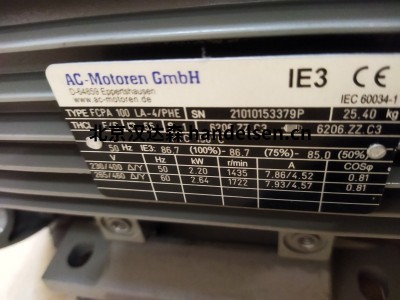 AC-Motoren GmbH
D-64859 Eppertshausen
www.ac-motoren.de
IE3 CE
IEC 60034-1
TYPE FCPA 100 LA-4/PHE SN 21010153379P 25,40 kg
北京汉达森 handelsen.cn
6206.ZZ.C3
50 Hz IE3: 86.7 (100%)- 86.7 (75%)- 85.0 (50%)
V Hz kW r/min A COSφ
230/400 Δ/Y 50 2.20 1435 7.86/4.52 0.81
265/460 Δ/Y 60 2.64 1722 7.93/4.57 0.81